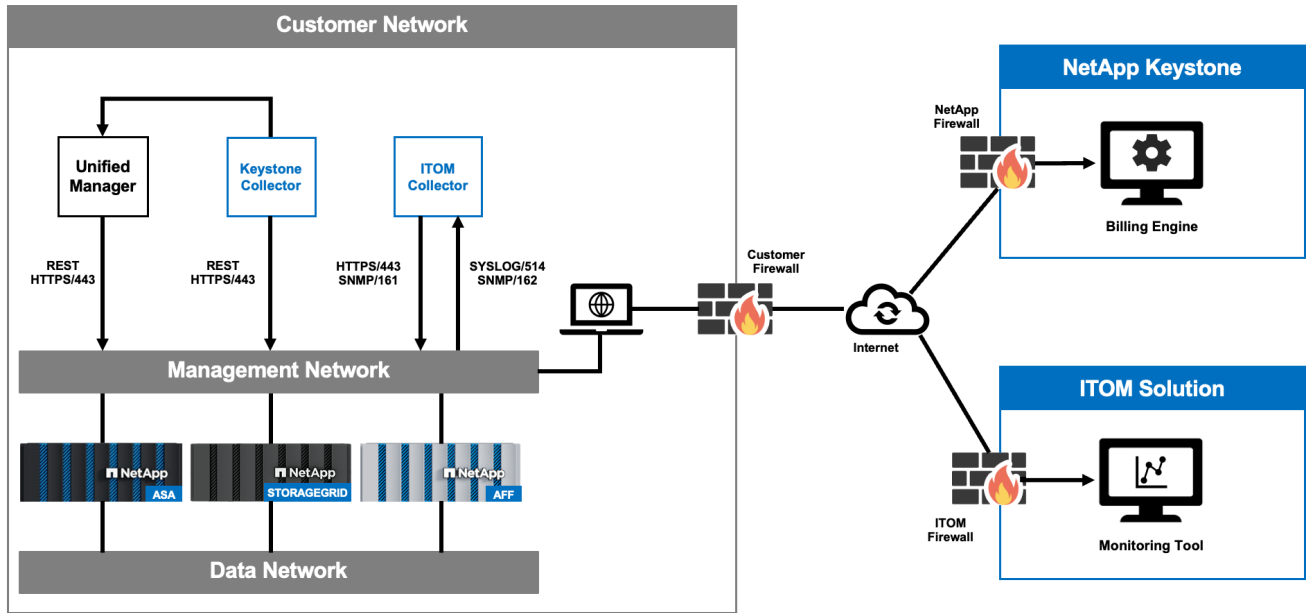 Customer Network
Unified
Manager
Keystone
Collector
ITOM
Collector
REST
HTTPS/443
REST
HTTPS/443
HTTPS/443
SNMP/161
SYSLOG/514
SNMP/162
Management Network
NetApp
ASA
NetApp
STORAGEGRID
NetApp
AFF
Data Network
Customer
Firewall
Internet
NetApp
Firewall
NetApp Keystone
Billing Engine
ITOM Solution
ITOM
Firewall
Monitoring Tool